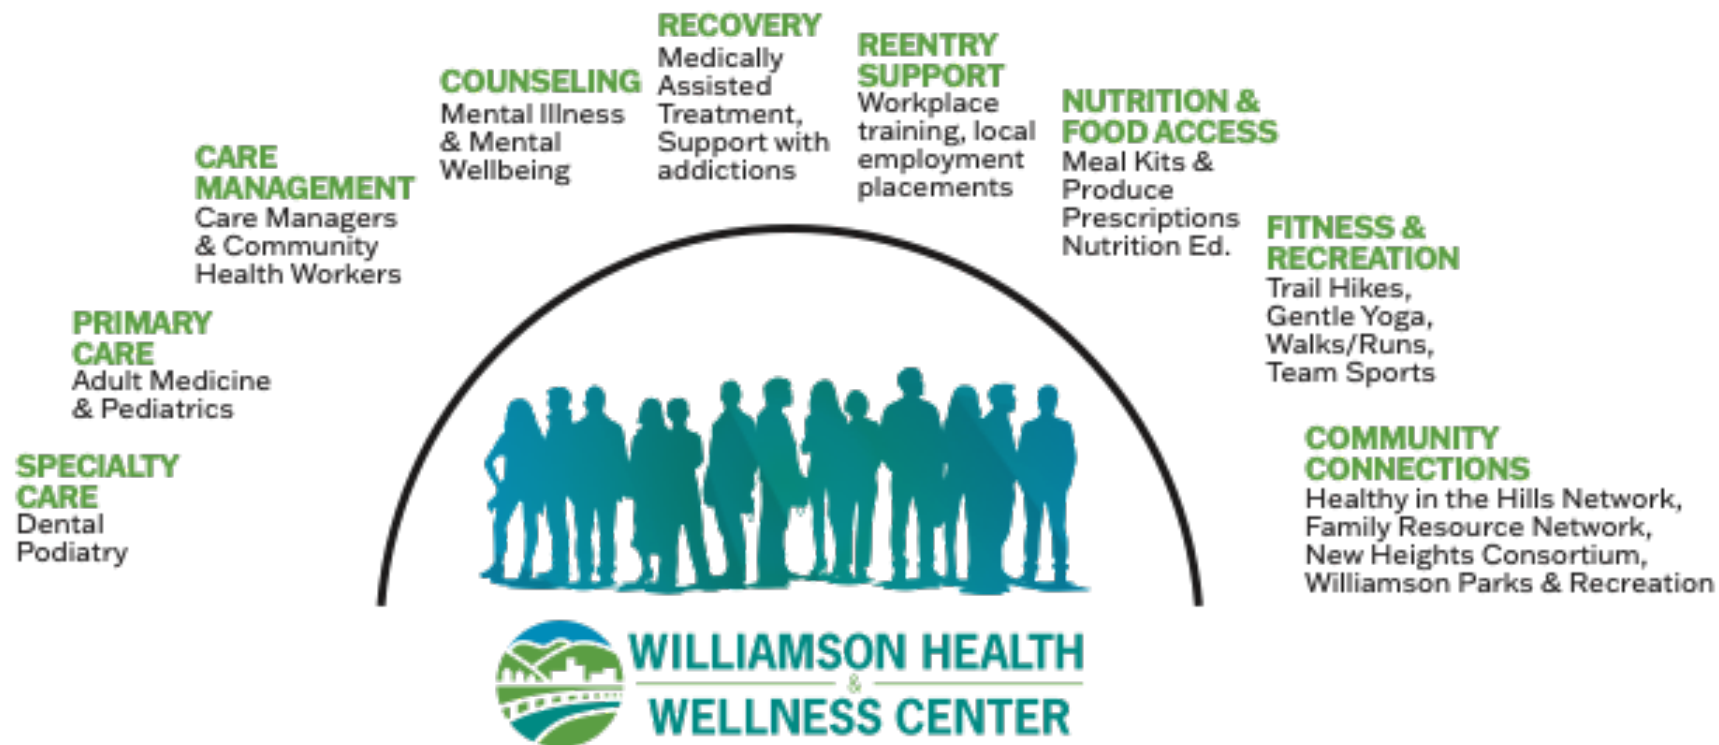 SPECIALTY
CARE
Dental
Podiatry
PRIMARY
CARE
Adult Medicine
& Pediatrics
CARE
MANAGEMENT
Care Managers
& Community
Health Workers
COUNSELING
Mental Illness
& Mental
Wellbeing
RECOVERY
Medically
Assisted
Treatment,
Support with
addictions
REENTRY
SUPPORT
Workplace
training, local
employment
placements
NUTRITION &
FOOD ACCESS
Meal Kits &
Produce
Prescriptions
Nutrition Ed.
FITNESS &
RECREATION
Trail Hikes,
Gentle Yoga,
Walks/Runs,
Team Sports
COMMUNITY
CONNECTIONS
Healthy in the Hills Network,
Family Resource Network,
New Heights Consortium,
Williamson Parks & Recreation
WILLIAMSON HEALTH
&
WELLNESS CENTER